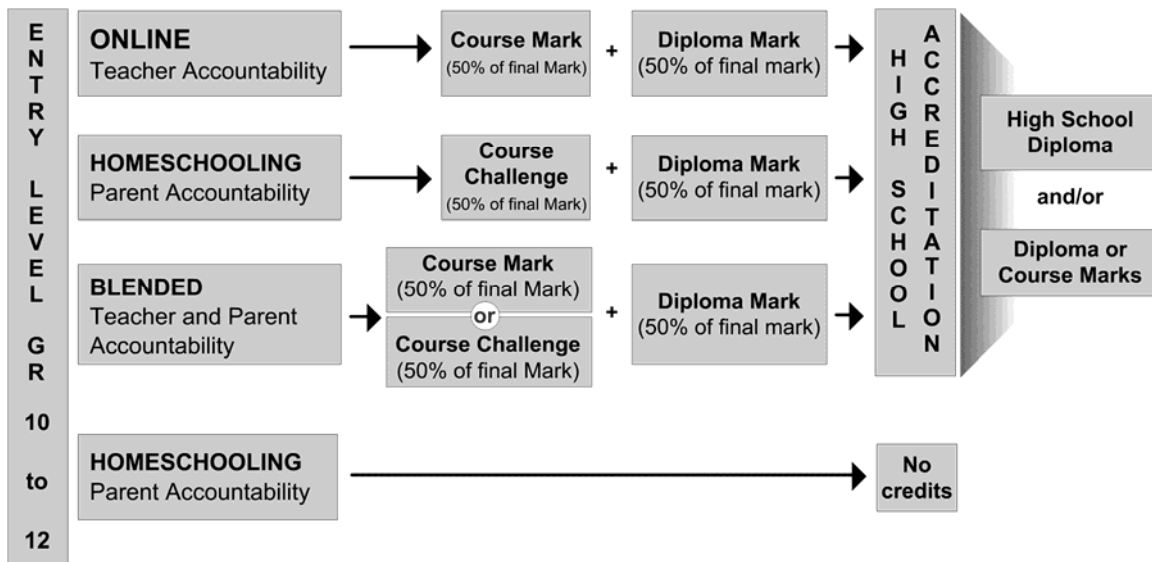 ENTRY LEVEL GR 10 to 12
ONLINE
Teacher Accountability
Course Mark
(50% of final Mark)
+
Diploma Mark
(50% of final mark)
HOMESCHOOLING
Parent Accountability
Course
Challenge
(50% of final Mark)
+
Diploma Mark
(50% of final mark)
BLENDED
Teacher and Parent
Accountability
Course Mark
(50% of final Mark)
or
Course Challenge
(50% of final Mark)
+
Diploma Mark
(50% of final mark)
HIGH SCHOOL
ACCREDITATION
High School
Diploma
and/or
Diploma or
Course Marks
HOMESCHOOLING
Parent Accountability
No
credits